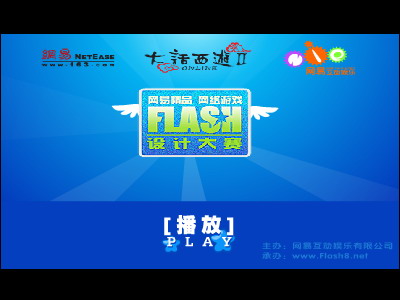 網易 NETEASE
www.163.com
大话西遊II
ONLINE
网易互动娱乐
网易精品 网络游戏
FLASH
设计大赛
[播放]
PLAY
主办：网易互动娱乐有限公司
承办：www.Flash8.net